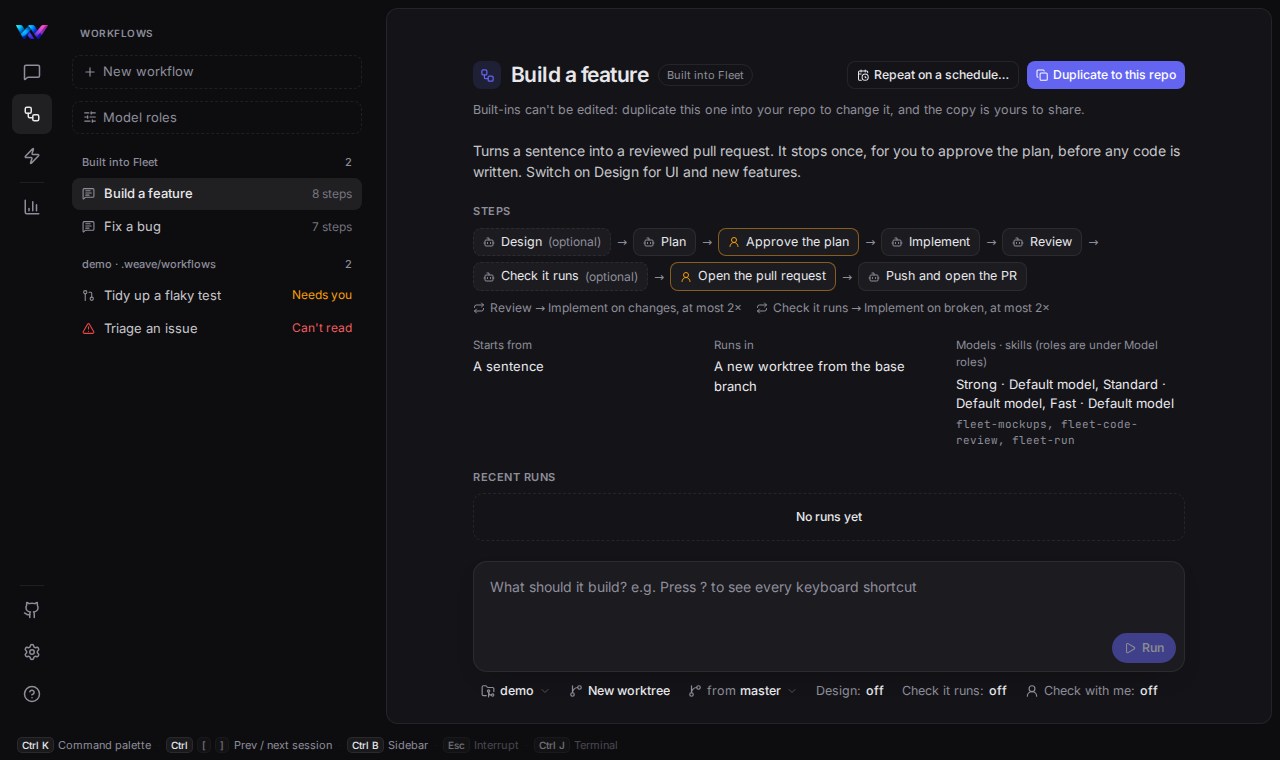 WORKFLOWS
New workflow
Model roles
Built into Fleet 2
Build a feature 8 steps
Fix a bug 7 steps
demo · .weave/workflows 2
Tidy up a flaky test Needs you
Triage an issue Can't read
Build a feature Built into Fleet Repeat on a schedule... Duplicate to this repo
Built-ins can't be edited: duplicate this one into your repo to change it, and the copy is yours to share.
Turns a sentence into a reviewed pull request. It stops once, for you to approve the plan, before any code is
written. Switch on Design for UI and new features.
STEPS
Design (optional) → Plan → Approve the plan → Implement → Review →
Check it runs (optional) → Open the pull request → Push and open the PR
Review → Implement on changes, at most 2× Check it runs → Implement on broken, at most 2×
Starts from
A sentence
Runs in
A new worktree from the base
branch
Models · skills (roles are under Model
roles)
Strong · Default model, Standard ·
Default model, Fast · Default model
fleet-mockups, fleet-code-
review, fleet-run
RECENT RUNS
No runs yet
What should it build? e.g. Press ? to see every keyboard shortcut
Run
demo New worktree from master Design: off Check it runs: off Check with me: off
Ctrl K Command palette Ctrl [ ] Prev / next session Ctrl B Sidebar Esc Interrupt Ctrl J Terminal